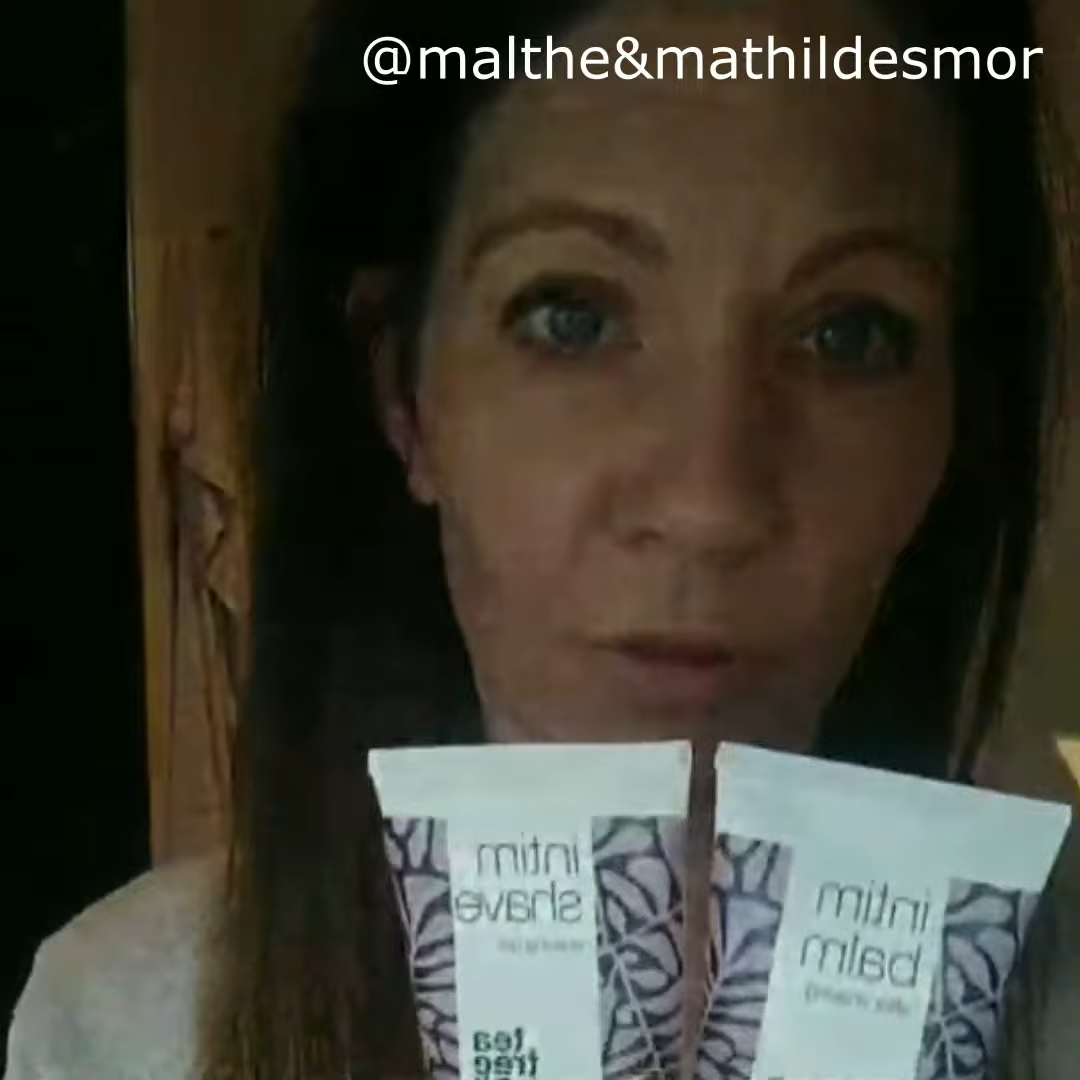 @malthe&mathildesmor
intim
shave
tea
tree
intim
balm
after shaving